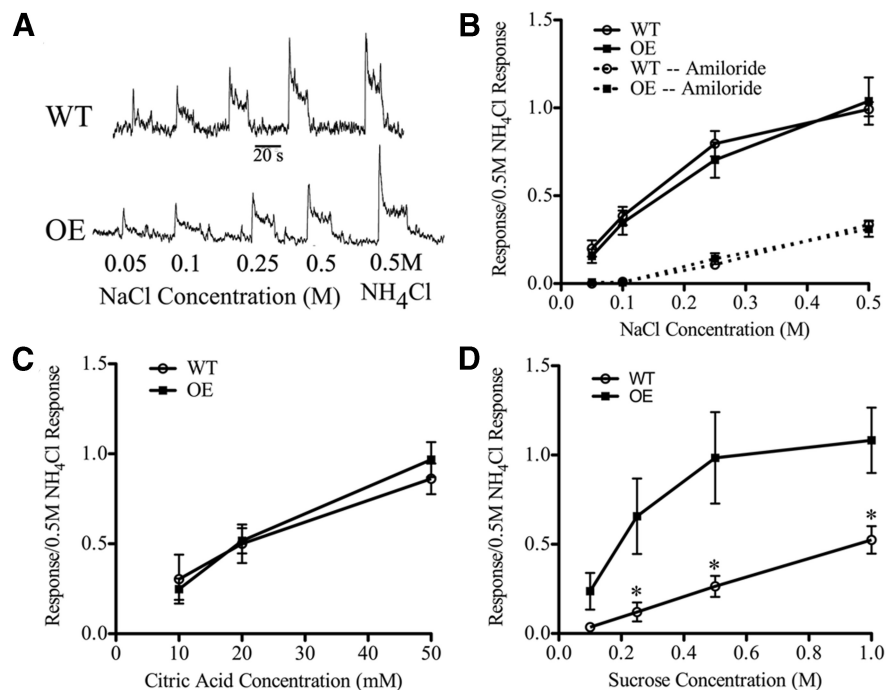 A
WT
20 s
OE
0.05 0.1 0.25 0.5 0.5M
NaCl Concentration (M) NH4Cl
B
WT
OE
WT -- Amiloride
OE -- Amiloride
Response/0.5M NH4Cl Response
1.5
1.0
0.5
0.0
0.0 0.1 0.2 0.3 0.4 0.5
NaCl Concentration (M)
C
WT
OE
Response/0.5M NH4Cl Response
1.5
1.0
0.5
0.0
0 10 20 30 40 50
Citric Acid Concentration (mM)
D
WT
OE
Response/0.5M NH4Cl Response
1.5
1.0
0.5
0.0
* * *
0.0 0.2 0.4 0.6 0.8 1.0
Sucrose Concentration (M)